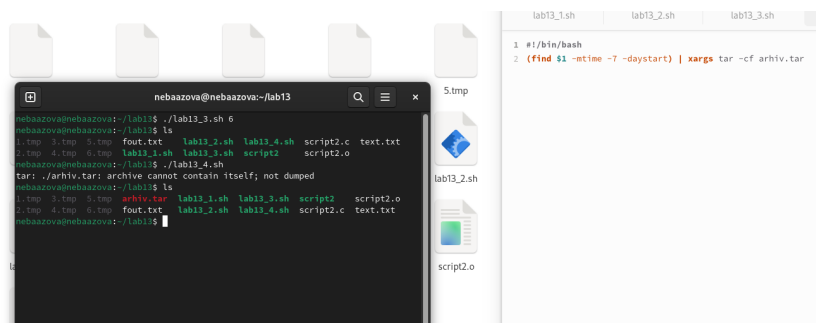 lab13_1.sh lab13_2.sh lab13_3.sh
1 #!/bin/bash
2 (find $1 -mtime -7 -daystart) | xargs tar -cf arhiv.tar
5.tmp
nebaazova@nebaazova:~/lab13
nebaazova@nebaazova:~/lab13$ ./lab13_3.sh 6
nebaazova@nebaazova:~/lab13$ ls
1.tmp 3.tmp 5.tmp fout.txt lab13_2.sh lab13_4.sh script2.c text.txt
2.tmp 4.tmp 6.tmp lab13_1.sh lab13_3.sh script2 script2.o
nebaazova@nebaazova:~/lab13$ ./lab13_4.sh
tar: ./arhiv.tar: archive cannot contain itself; not dumped
nebaazova@nebaazova:~/lab13$ ls
1.tmp 3.tmp 5.tmp arhiv.tar lab13_1.sh lab13_3.sh script2 script2.o
2.tmp 4.tmp 6.tmp fout.txt lab13_2.sh lab13_4.sh script2.c text.txt
nebaazova@nebaazova:~/lab13$
lab13_2.sh
script2.o